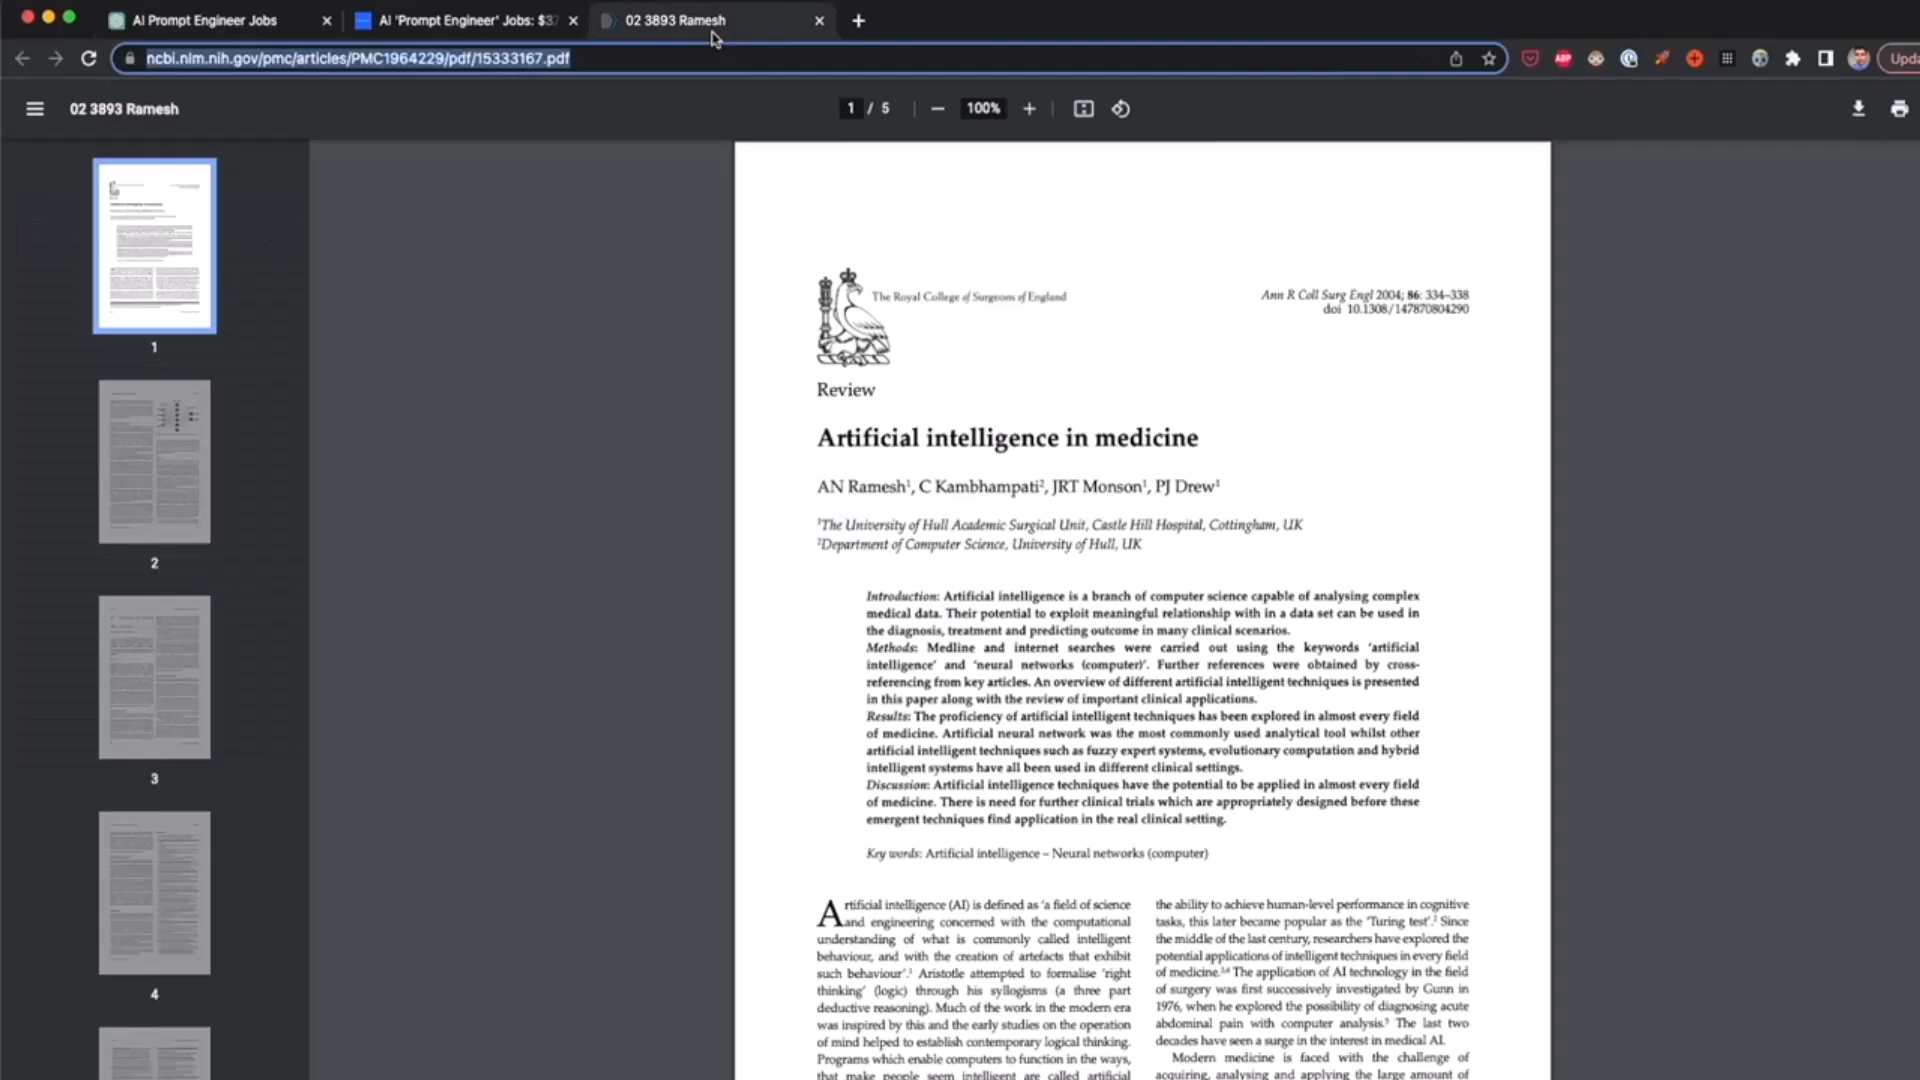 AI Prompt Engineer Jobs
AI 'Prompt Engineer' Jobs: $37
02 3893 Ramesh
ncbi.nlm.nih.gov/pmc/articles/PMC1964229/pdf/15333167.pdf
ABP
Upda
02 3893 Ramesh
1 / 5
100%
1
2
3
4
The Royal College of Surgeons of England
Ann R Coll Surg Engl 2004; 86: 334–338
doi 10.1308/147870804290
Review
Artificial intelligence in medicine
AN Ramesh¹, C Kambhampati², JRT Monson¹, PJ Drew¹
¹The University of Hull Academic Surgical Unit, Castle Hill Hospital, Cottingham, UK
²Department of Computer Science, University of Hull, UK
Introduction: Artificial intelligence is a branch of computer science capable of analysing complex
medical data. Their potential to exploit meaningful relationship with in a data set can be used in
the diagnosis, treatment and predicting outcome in many clinical scenarios.
Methods: Medline and internet searches were carried out using the keywords 'artificial
intelligence' and 'neural networks (computer)'. Further references were obtained by cross-
referencing from key articles. An overview of different artificial intelligent techniques is presented
in this paper along with the review of important clinical applications.
Results: The proficiency of artificial intelligent techniques has been explored in almost every field
of medicine. Artificial neural network was the most commonly used analytical tool whilst other
artificial intelligent techniques such as fuzzy expert systems, evolutionary computation and hybrid
intelligent systems have all been used in different clinical settings.
Discussion: Artificial intelligence techniques have the potential to be applied in almost every field
of medicine. There is need for further clinical trials which are appropriately designed before these
emergent techniques find application in the real clinical setting.
Key words: Artificial intelligence – Neural networks (computer)
Artificial intelligence (AI) is defined as 'a field of science
and engineering concerned with the computational
understanding of what is commonly called intelligent
behaviour, and with the creation of artefacts that exhibit
such behaviour'.¹ Aristotle attempted to formalise 'right
thinking' (logic) through his syllogisms (a three part
deductive reasoning). Much of the work in the modern era
was inspired by this and the early studies on the operation
of mind helped to establish contemporary logical thinking.
Programs which enable computers to function in the ways,
that make people seem intelligent are called artificial
the ability to achieve human-level performance in cognitive
tasks, this later became popular as the 'Turing test'.² Since
the middle of the last century, researchers have explored the
potential applications of intelligent techniques in every field
of medicine.³,⁴ The application of AI technology in the field
of surgery was first successively investigated by Gunn in
1976, when he explored the possibility of diagnosing acute
abdominal pain with computer analysis.⁵ The last two
decades have seen a surge in the interest in medical AI.
Modern medicine is faced with the challenge of
acquiring, analysing and applying the large amount of